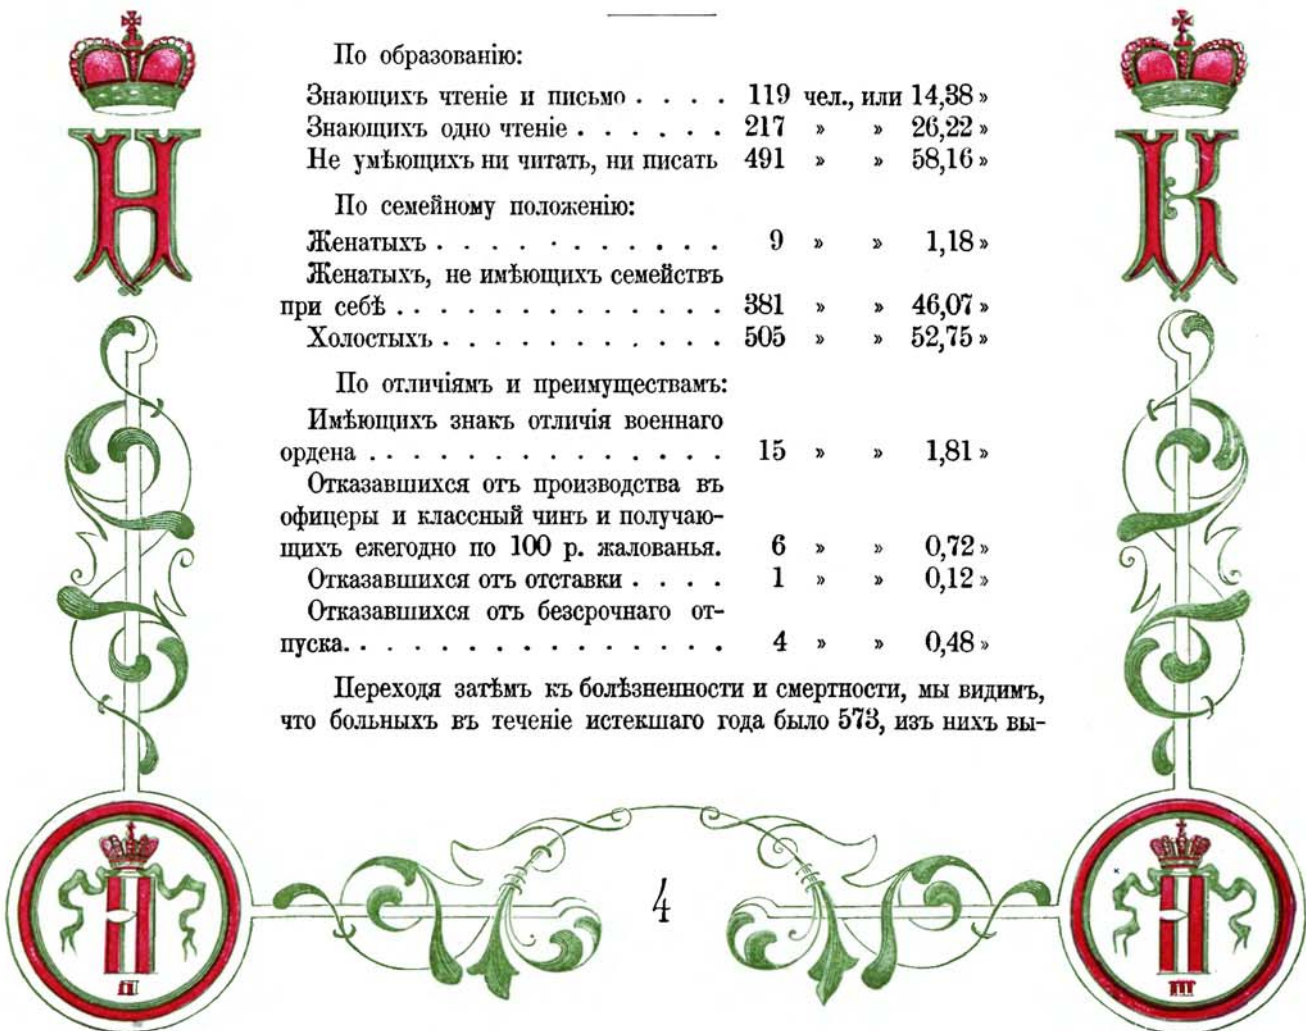 По образованію:
Знающихъ чтеніе и письмо . . . . 119 чел., или 14,38 »
Знающихъ одно чтеніе . . . . . . 217 » » 26,22 »
Не умѣющихъ ни читать, ни писать 491 » » 58,16 »
По семейному положенію:
Женатыхъ . . . . . . . . . . . 9 » » 1,18 »
Женатыхъ, не имѣющихъ семействъ
при себѣ . . . . . . . . . . . . . 381 » » 46,07 »
Холостыхъ . . . . . . . . . . . 505 » » 52,75 »
По отличіямъ и преимуществамъ:
Имѣющихъ знакъ отличія военнаго
ордена . . . . . . . . . . . . . . 15 » » 1,81 »
Отказавшихся отъ производства въ
офицеры и классный чинъ и получаю-
щихъ ежегодно по 100 р. жалованья. 6 » » 0,72 »
Отказавшихся отъ отставки . . . . 1 » » 0,12 »
Отказавшихся отъ безсрочнаго от-
пуска. . . . . . . . . . . . . . . 4 » » 0,48 »
Переходя затѣмъ къ болѣзненности и смертности, мы видимъ,
что больныхъ въ теченіе истекшаго года было 573, изъ нихъ вы-
4
Н
К
III
III